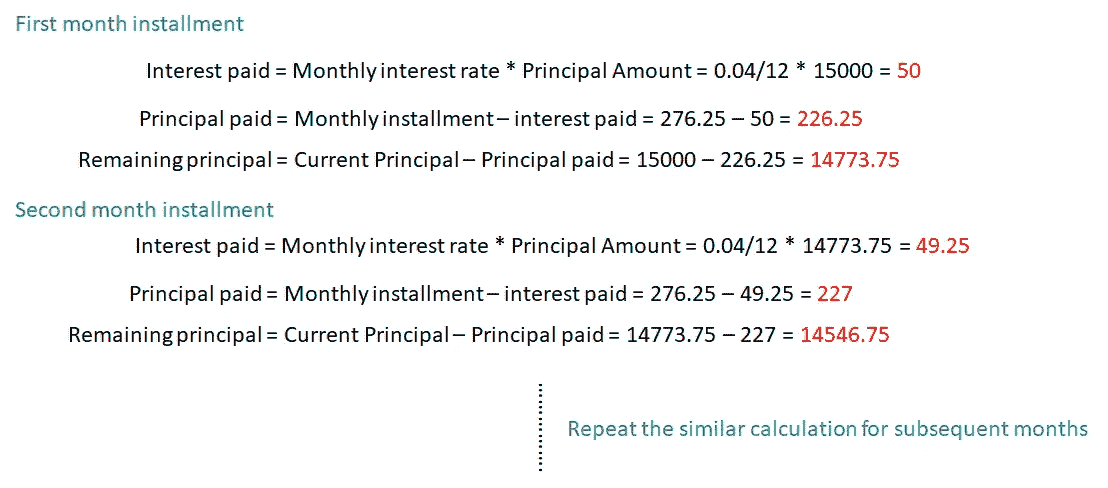 First month installment
Interest paid = Monthly interest rate * Principal Amount = 0.04/12 * 15000 = 50
Principal paid = Monthly installment – interest paid = 276.25 – 50 = 226.25
Remaining principal = Current Principal – Principal paid = 15000 – 226.25 = 14773.75
Second month installment
Interest paid = Monthly interest rate * Principal Amount = 0.04/12 * 14773.75 = 49.25
Principal paid = Monthly installment – interest paid = 276.25 – 49.25 = 227
Remaining principal = Current Principal – Principal paid = 14773.75 – 227 = 14546.75
Repeat the similar calculation for subsequent months